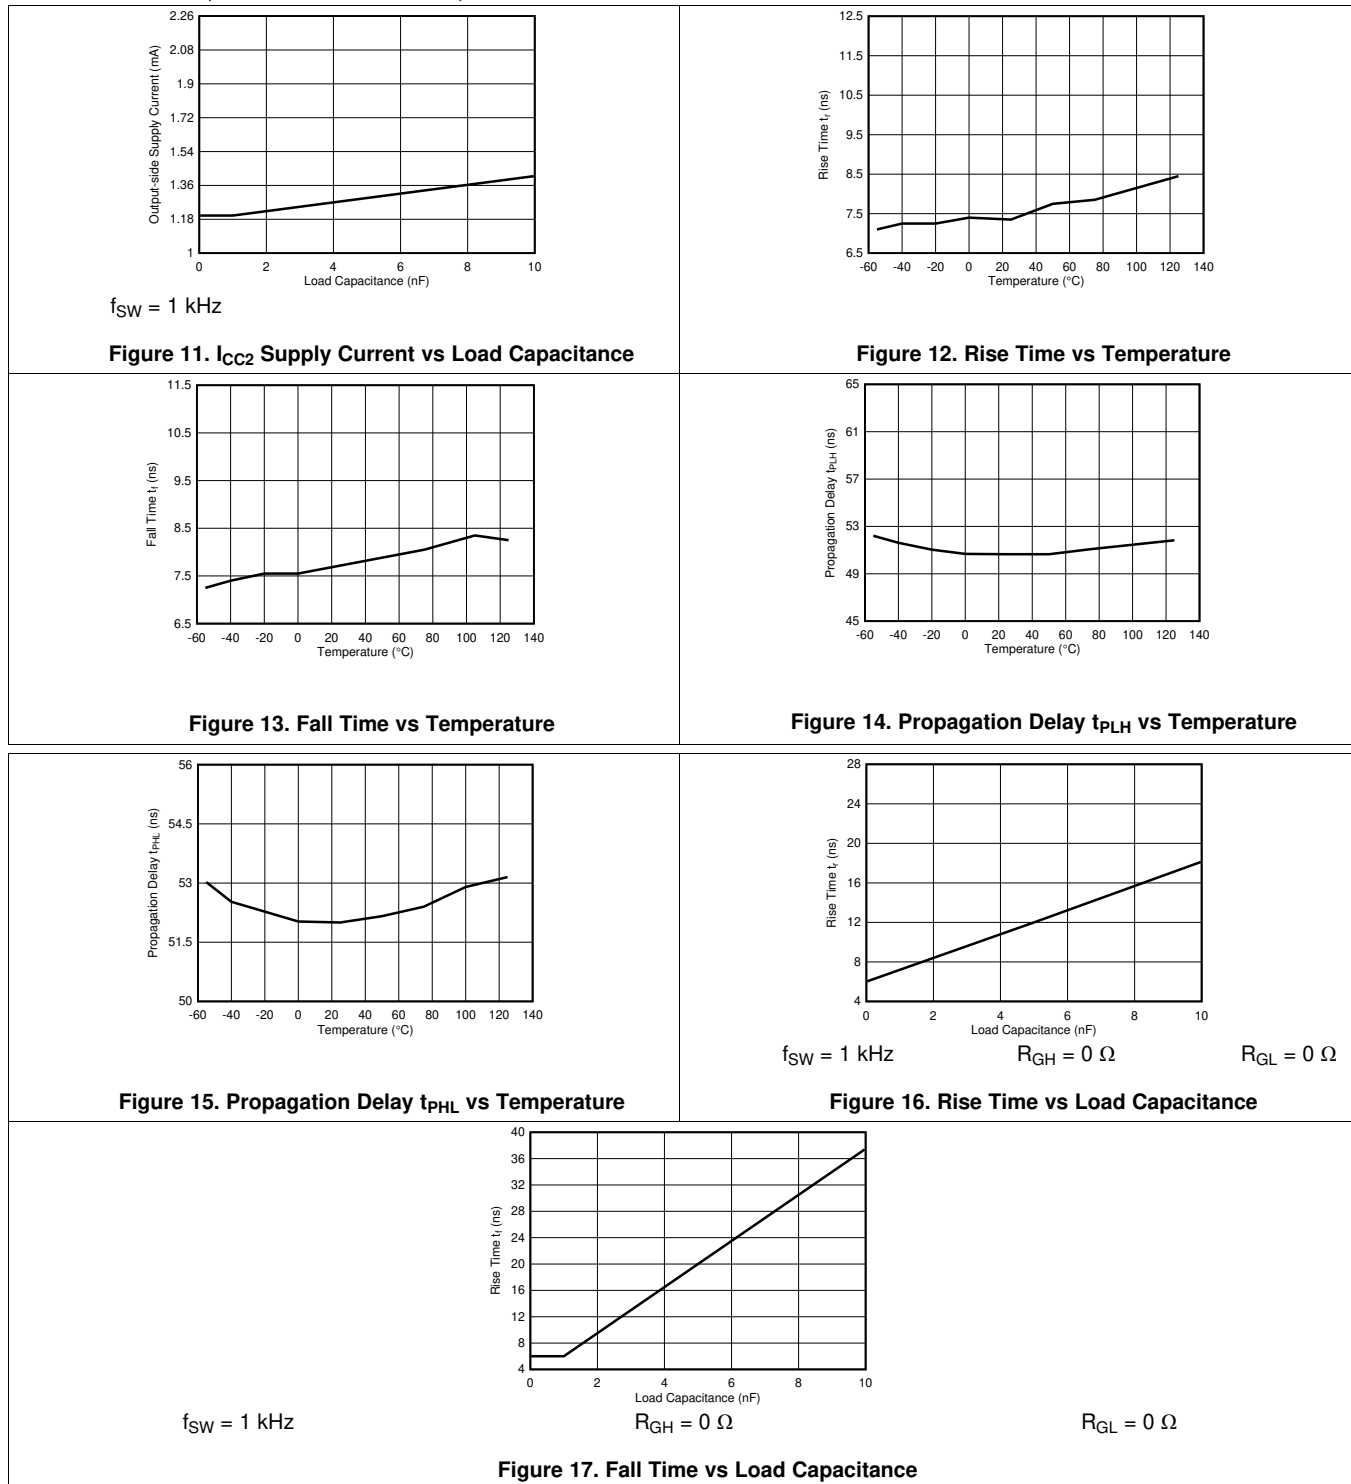 2.26
2.08
1.9
1.72
1.54
1.36
1.18
1
Output-side Supply Current (mA)
0 2 4 6 8 10
Load Capacitance (nF)
fSW = 1 kHz
Figure 11. ICC2 Supply Current vs Load Capacitance
12.5
11.5
10.5
9.5
8.5
7.5
6.5
Rise Time tr (ns)
-60 -40 -20 0 20 40 60 80 100 120 140
Temperature (°C)
Figure 12. Rise Time vs Temperature
11.5
10.5
9.5
8.5
7.5
6.5
Fall Time tf (ns)
-60 -40 -20 0 20 40 60 80 100 120 140
Temperature (°C)
Figure 13. Fall Time vs Temperature
65
61
57
53
49
45
Propagation Delay tPLH (ns)
-60 -40 -20 0 20 40 60 80 100 120 140
Temperature (°C)
Figure 14. Propagation Delay tPLH vs Temperature
56
54.5
53
51.5
50
Propagation Delay tPHL (ns)
-60 -40 -20 0 20 40 60 80 100 120 140
Temperature (°C)
Figure 15. Propagation Delay tPHL vs Temperature
28
24
20
16
12
8
4
Rise Time tr (ns)
0 2 4 6 8 10
Load Capacitance (nF)
fSW = 1 kHz RGH = 0 Ω RGL = 0 Ω
Figure 16. Rise Time vs Load Capacitance
40
36
32
28
24
20
16
12
8
4
Rise Time tf (ns)
0 2 4 6 8 10
Load Capacitance (nF)
fSW = 1 kHz RGH = 0 Ω RGL = 0 Ω
Figure 17. Fall Time vs Load Capacitance